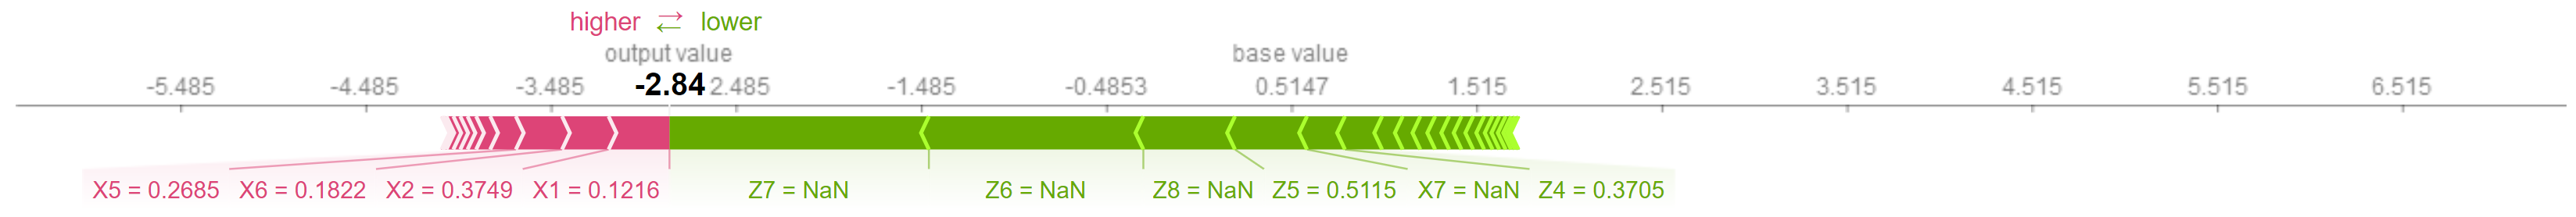 higher ⇄ lower
output value base value
-5.485 -4.485 -3.485 -2.84 2.485 -1.485 -0.4853 0.5147 1.515 2.515 3.515 4.515 5.515 6.515
X5 = 0.2685 X6 = 0.1822 X2 = 0.3749 X1 = 0.1216 Z7 = NaN Z6 = NaN Z8 = NaN Z5 = 0.5115 X7 = NaN Z4 = 0.3705